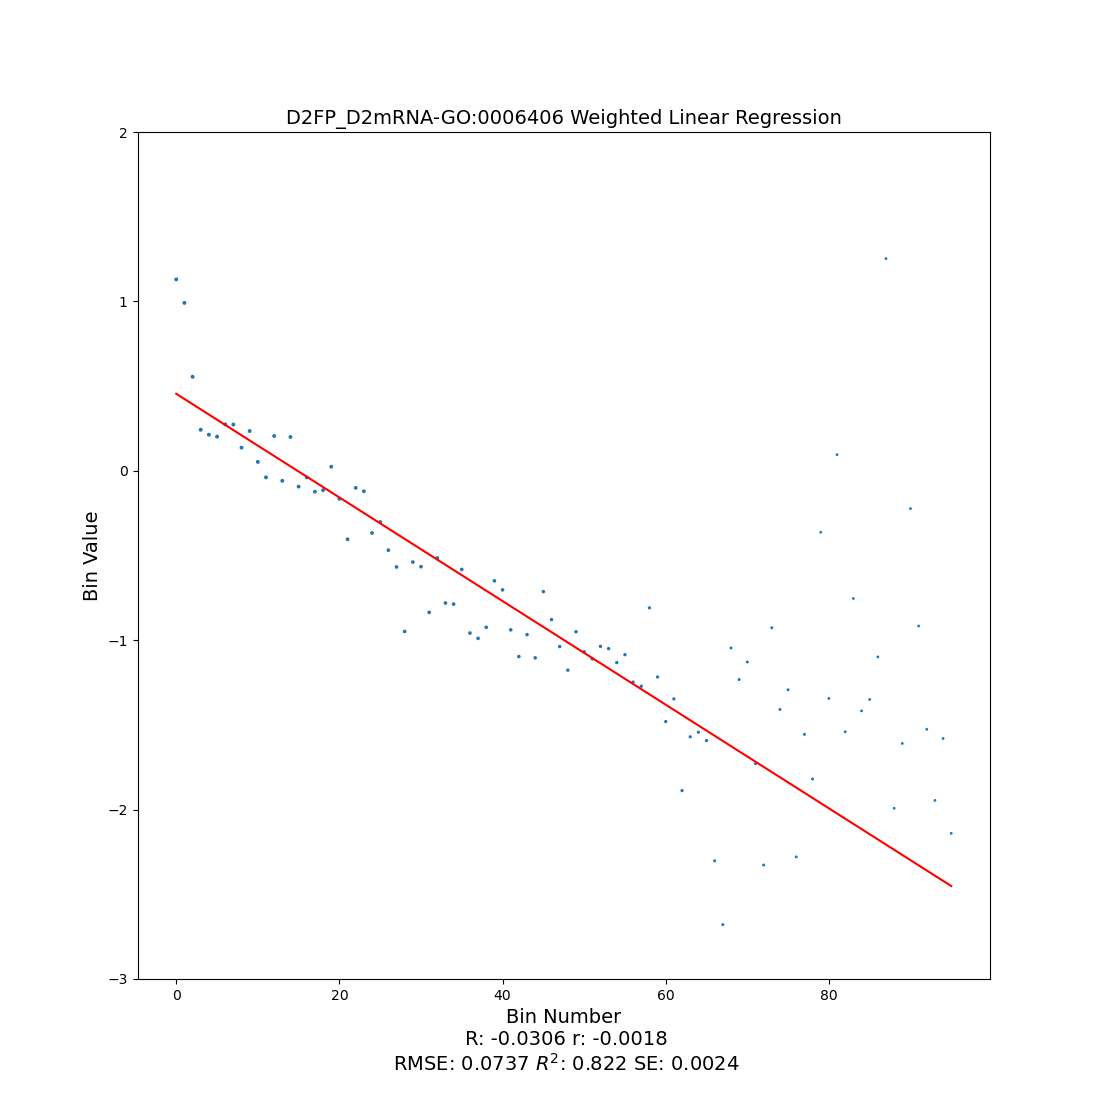 D2FP_D2mRNA-GO:0006406 Weighted Linear Regression
2
1
0
−1
−2
−3
Bin Value
0 20 40 60 80
Bin Number
R: -0.0306 r: -0.0018
RMSE: 0.0737 R²: 0.822 SE: 0.0024